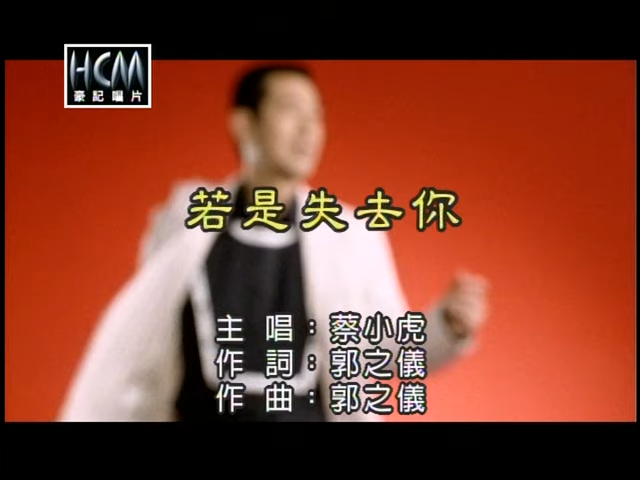 HCM
豪記唱片
若是失去你
主唱：蔡小虎
作詞：郭之儀
作曲：郭之儀